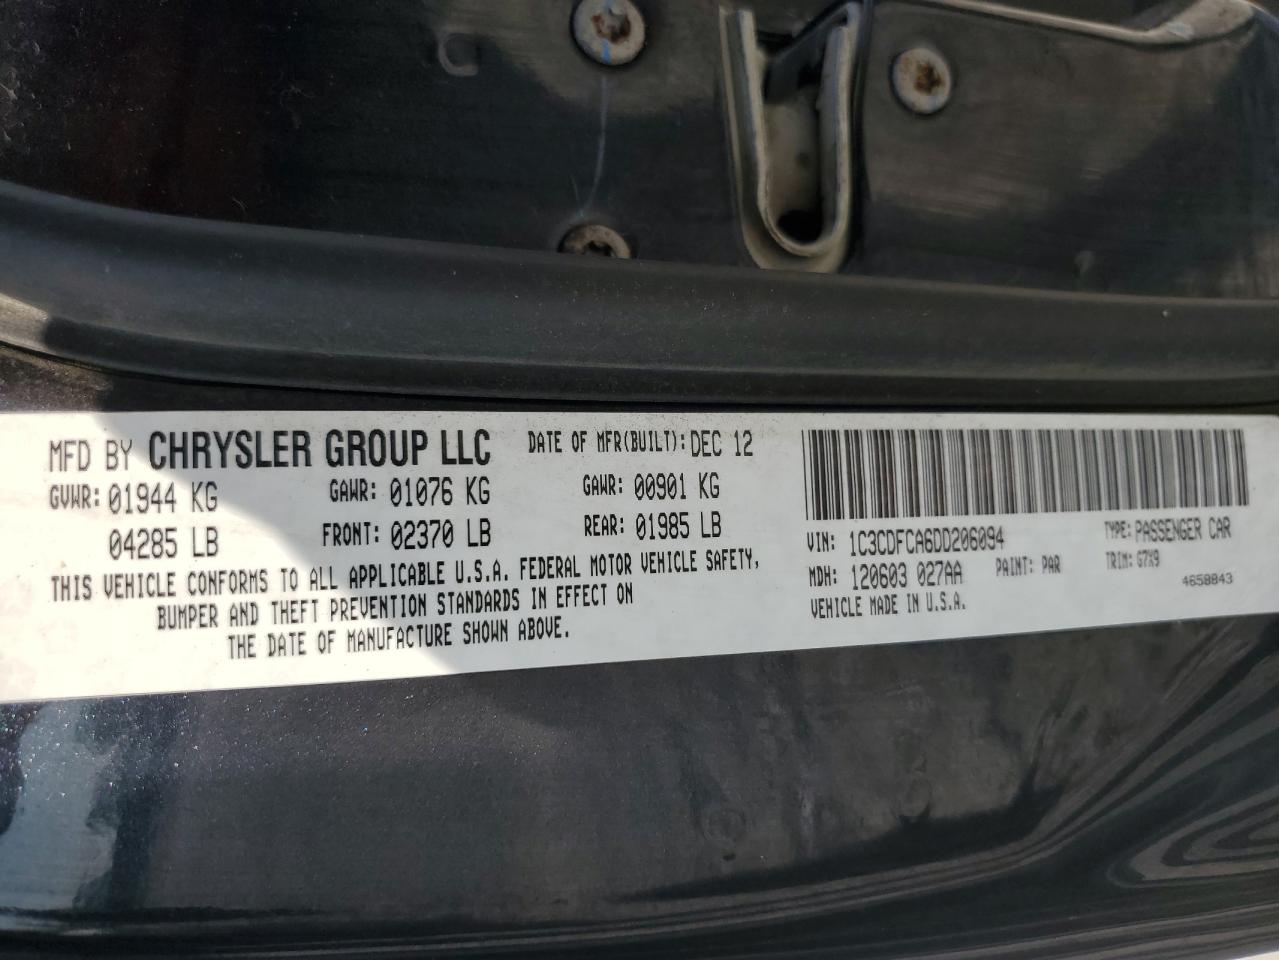 MFD BY CHRYSLER GROUP LLC DATE OF MFR(BUILT): DEC 12
GVWR: 01944 KG GAWR: 01076 KG GAWR: 00901 KG
04285 LB FRONT: 02370 LB REAR: 01985 LB
THIS VEHICLE CONFORMS TO ALL APPLICABLE U.S.A. FEDERAL MOTOR VEHICLE SAFETY,
BUMPER AND THEFT PREVENTION STANDARDS IN EFFECT ON
THE DATE OF MANUFACTURE SHOWN ABOVE.
VIN: 1C3CDFCA6DD206094 TYPE: PASSENGER CAR
MDH: 120603 027AA PAINT: PAR TRIM: G7X9
VEHICLE MADE IN U.S.A. 4658843